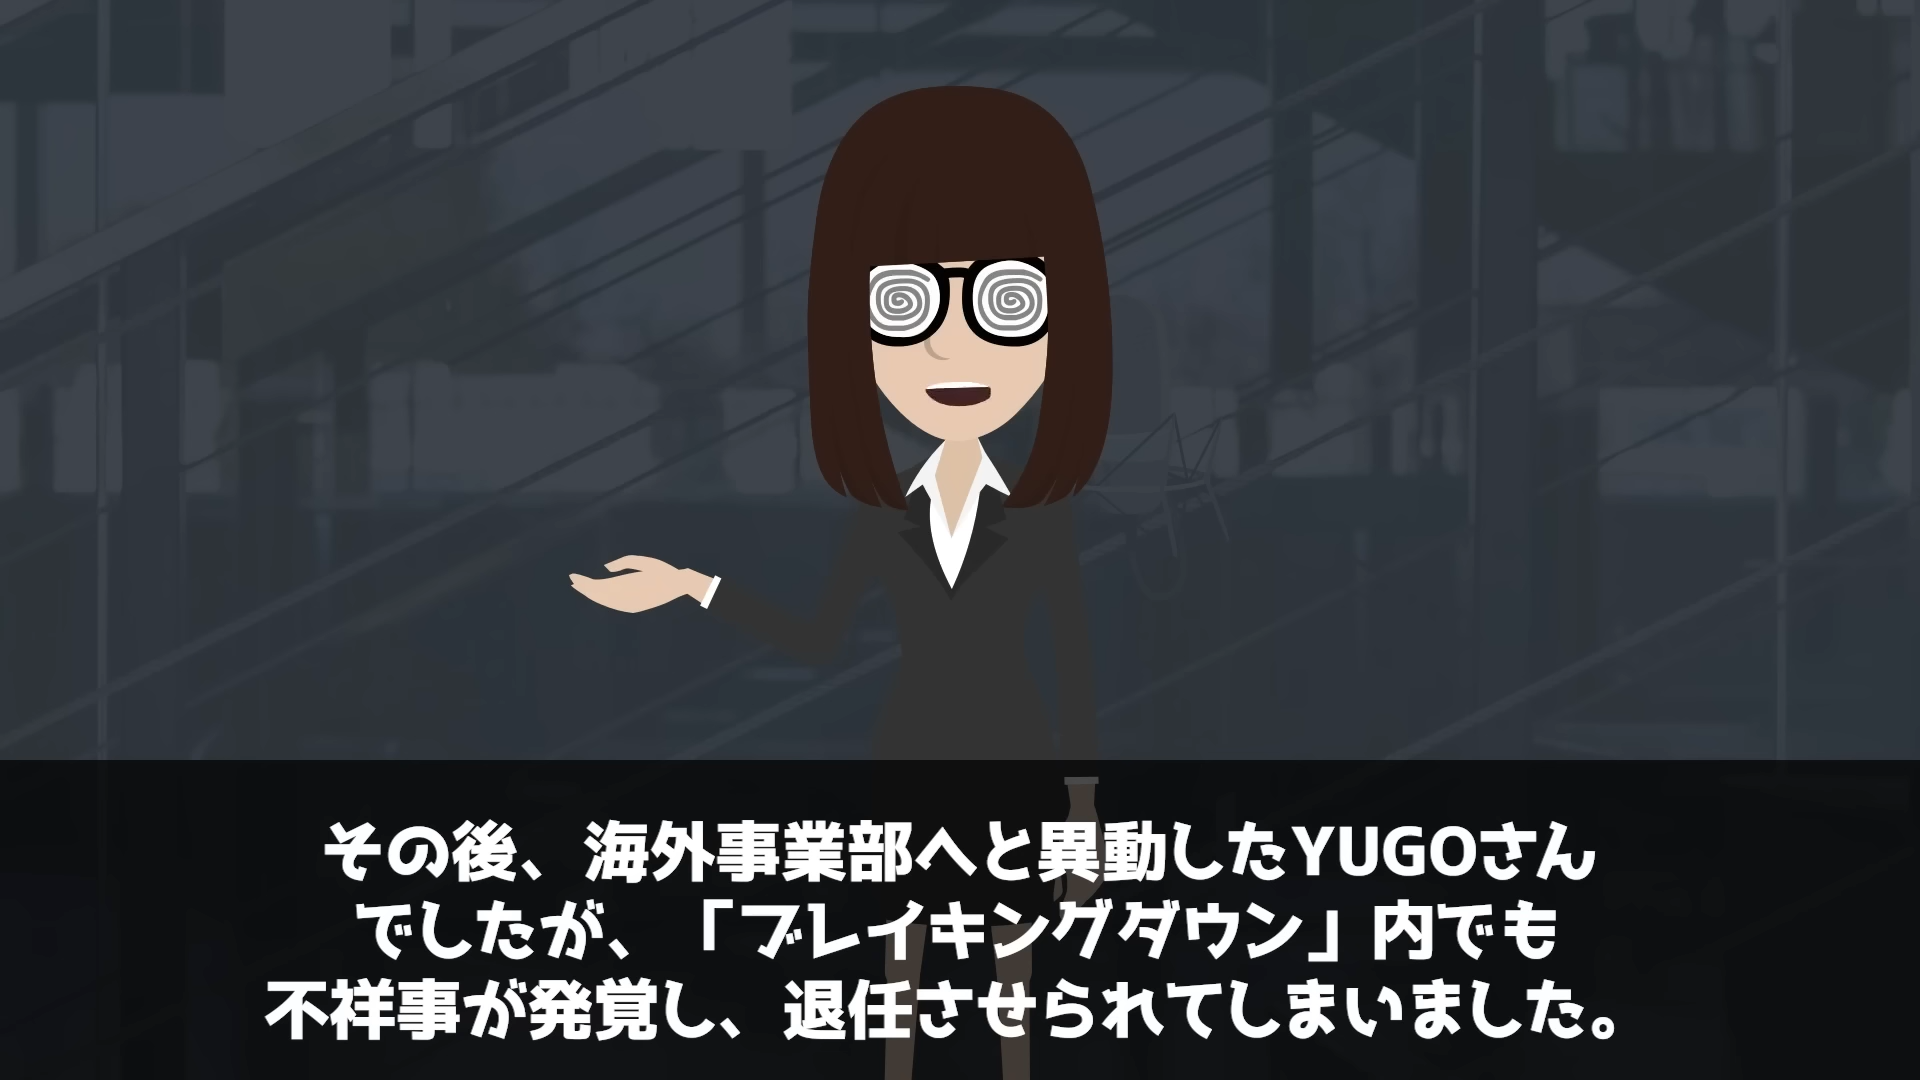 その後、海外事業部へと異動したYUGOさん
でしたが、「ブレイキングダウン」内でも
不祥事が発覚し、退任させられてしまいました。